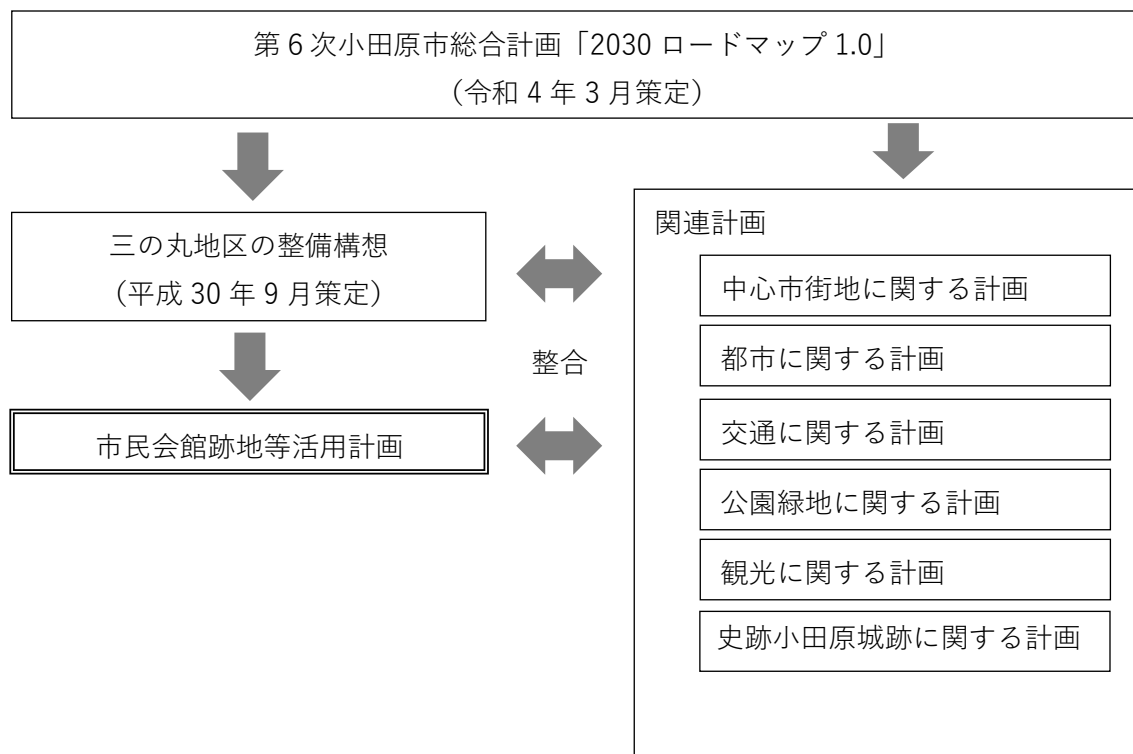 第6次小田原市総合計画「2030 ロードマップ 1.0」
（令和4年3月策定）
三の丸地区の整備構想
（平成 30 年 9 月策定）
整合
市民会館跡地等活用計画
関連計画
中心市街地に関する計画
都市に関する計画
交通に関する計画
公園緑地に関する計画
観光に関する計画
史跡小田原城跡に関する計画